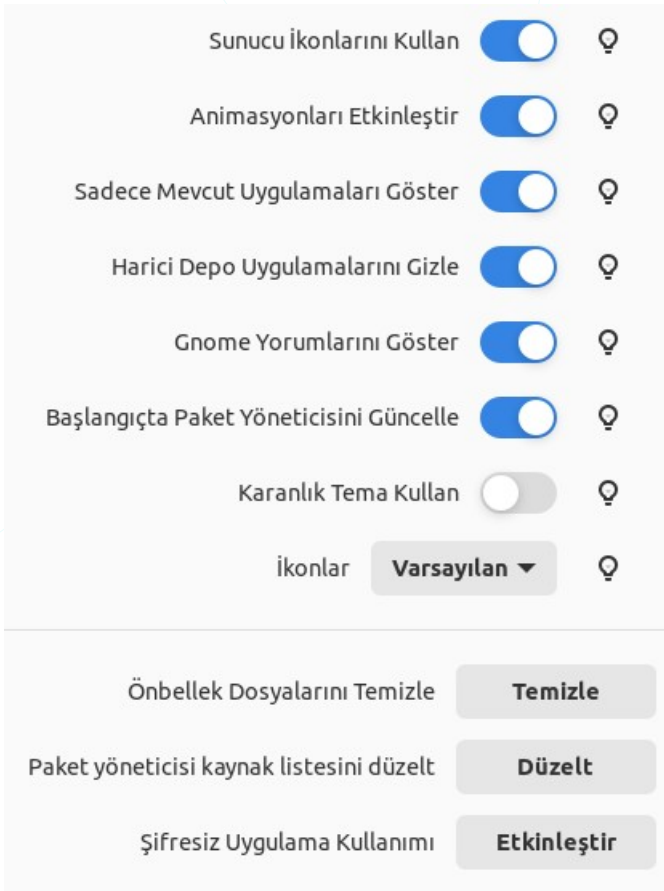 Sunucu İkonlarını Kullan
Animasyonları Etkinleştir
Sadece Mevcut Uygulamaları Göster
Harici Depo Uygulamalarını Gizle
Gnome Yorumlarını Göster
Başlangıçta Paket Yöneticisini Güncelle
Karanlık Tema Kullan
İkonlar Varsayılan
Önbellek Dosyalarını Temizle Temizle
Paket yöneticisi kaynak listesini düzelt Düzelt
Şifresiz Uygulama Kullanımı Etkinleştir